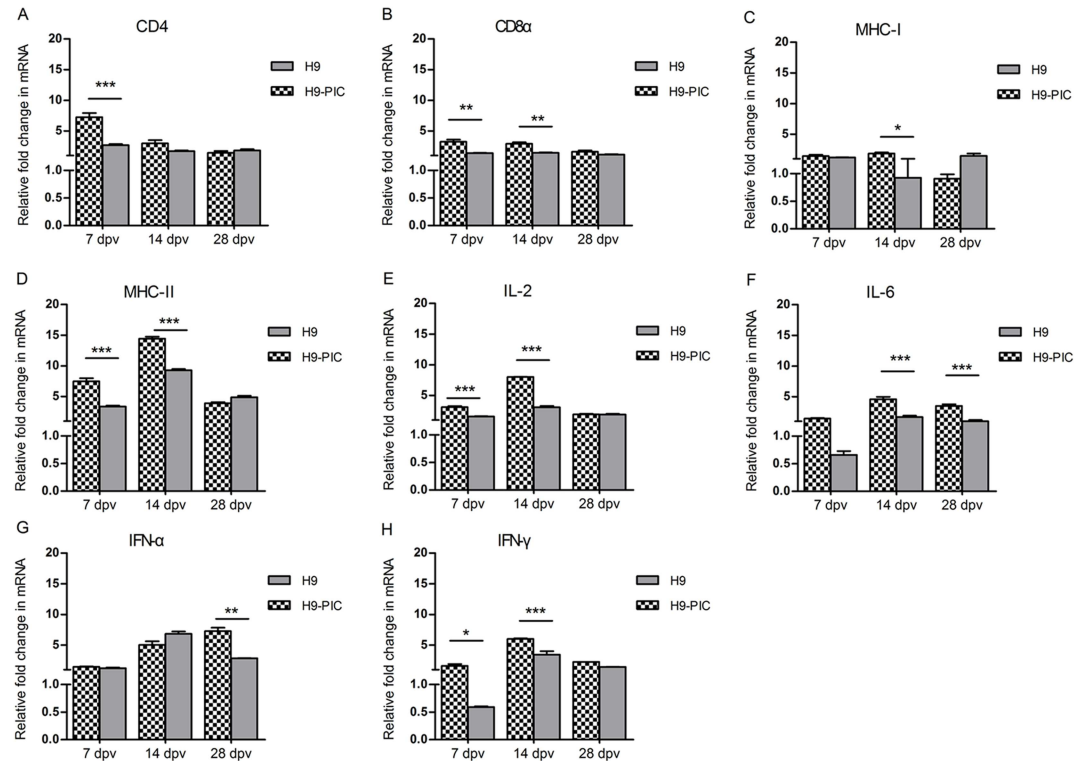 A
CD4
Relative fold change in mRNA
20
15
10
5
1.0
0.5
0.0
***
7 dpv 14 dpv 28 dpv
H9
H9-PIC
B
CD8α
Relative fold change in mRNA
20
15
10
5
1.0
0.5
0.0
** **
7 dpv 14 dpv 28 dpv
H9
H9-PIC
C
MHC-I
Relative fold change in mRNA
20
15
10
5
1.0
0.5
0.0
*
7 dpv 14 dpv 28 dpv
H9
H9-PIC
D
MHC-II
Relative fold change in mRNA
20
15
10
5
1.0
0.5
0.0
*** ***
7 dpv 14 dpv 28 dpv
H9
H9-PIC
E
IL-2
Relative fold change in mRNA
20
15
10
5
1.0
0.5
0.0
*** ***
7 dpv 14 dpv 28 dpv
H9
H9-PIC
F
IL-6
Relative fold change in mRNA
20
15
10
5
1.0
0.5
0.0
*** ***
7 dpv 14 dpv 28 dpv
H9
H9-PIC
G
IFN-α
Relative fold change in mRNA
20
15
10
5
1.0
0.5
0.0
**
7 dpv 14 dpv 28 dpv
H9
H9-PIC
H
IFN-γ
Relative fold change in mRNA
20
15
10
5
1.0
0.5
0.0
* ***
7 dpv 14 dpv 28 dpv
H9
H9-PIC